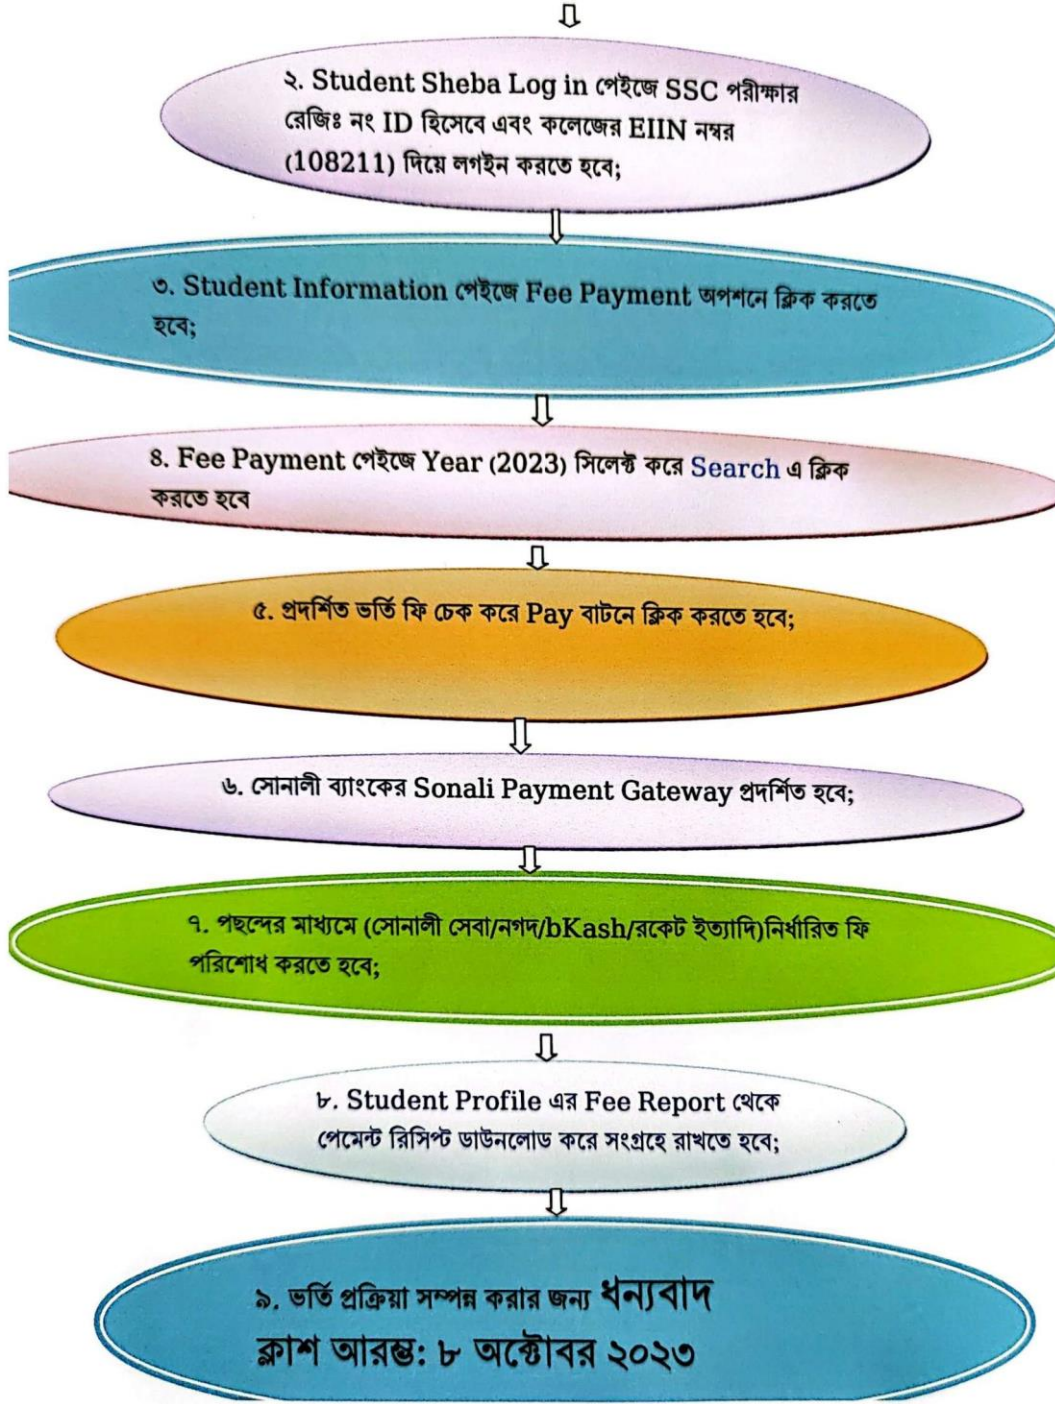 ২. Student Sheba Log in পেইজে SSC পরীক্ষার
রেজিঃ নং ID হিসেবে এবং কলেজের EIIN নম্বর
(108211) দিয়ে লগইন করতে হবে;
৩. Student Information পেইজে Fee Payment অপশনে ক্লিক করতে
হবে;
৪. Fee Payment পেইজে Year (2023) সিলেক্ট করে Search এ ক্লিক
করতে হবে
৫. প্রদর্শিত ভর্তি ফি চেক করে Pay বাটনে ক্লিক করতে হবে;
৬. সোনালী ব্যাংকের Sonali Payment Gateway প্রদর্শিত হবে;
৭. পছন্দের মাধ্যমে (সোনালী সেবা/নগদ/bKash/রকেট ইত্যাদি)নির্ধারিত ফি
পরিশোধ করতে হবে;
৮. Student Profile এর Fee Report থেকে
পেমেন্ট রিসিপ্ট ডাউনলোড করে সংগ্রহে রাখতে হবে;
৯. ভর্তি প্রক্রিয়া সম্পন্ন করার জন্য ধন্যবাদ
ক্লাশ আরম্ভ: ৮ অক্টোবর ২০২৩